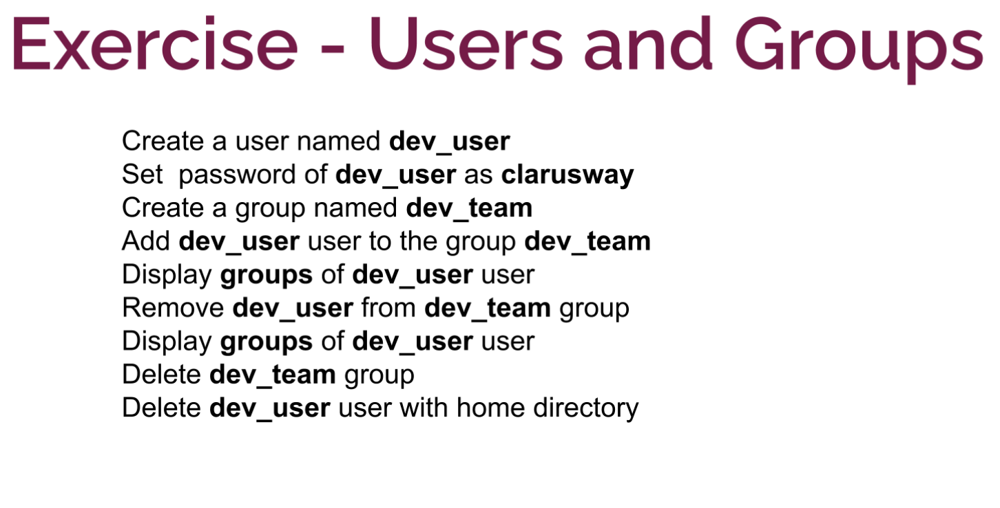 Exercise - Users and Groups
Create a user named dev_user
Set  password of dev_user as clarusway
Create a group named dev_team
Add dev_user user to the group dev_team
Display groups of dev_user user
Remove dev_user from dev_team group
Display groups of dev_user user
Delete dev_team group
Delete dev_user user with home directory